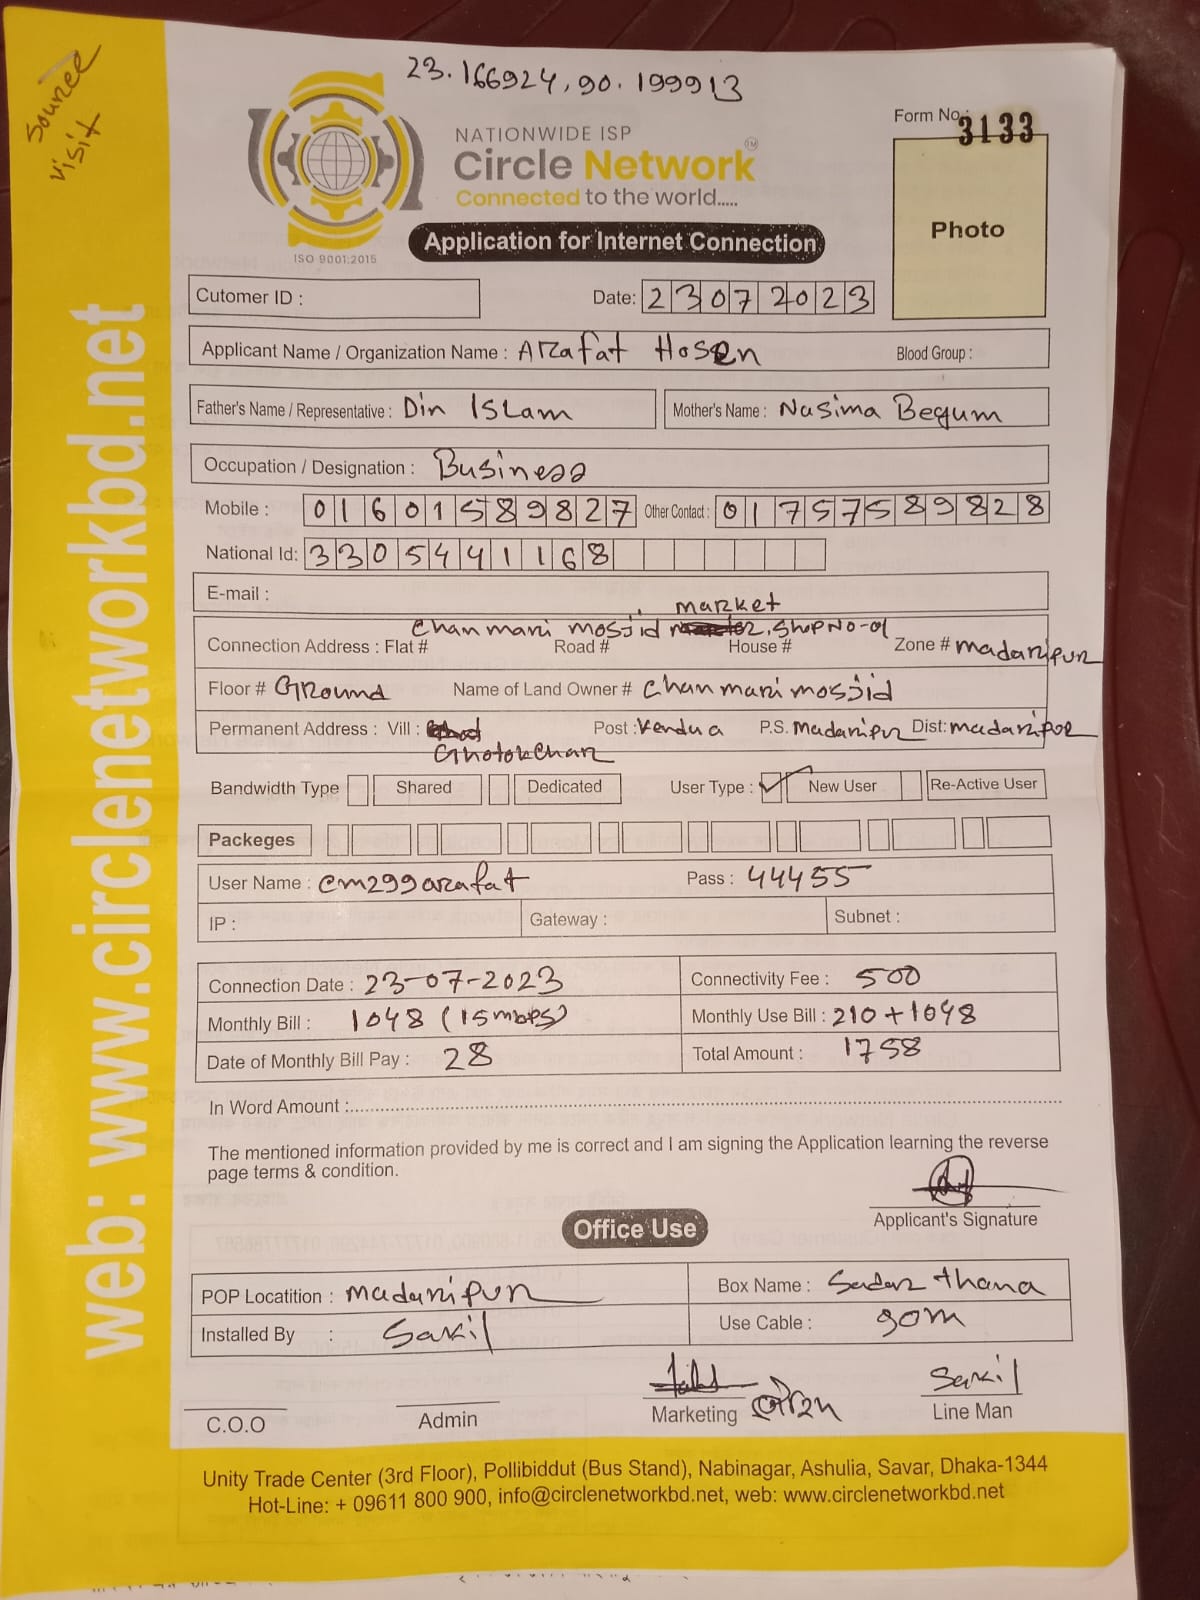 source visit
23.166924,90.199913
NATIONWIDE ISP
Circle Network TM
Connected to the world.....
ISO 9001:2015
Application for Internet Connection
Form No.: 3133
Photo
Cutomer ID :
Date: 23072023
Applicant Name / Organization Name : Arafat Hosen
Blood Group :
Father's Name / Representative : Din Islam
Mother's Name : Nasima Begum
Occupation / Designation : Business
Mobile : 01601589827 Other Contact : 01757589828
National Id: 3305441168
E-mail :
market
Chan mari mosjid , Shop No-01
Connection Address : Flat # Road # House # Zone # madaripur
Floor # Ground Name of Land Owner # Chan mari mosjid
Permanent Address : Vill : Post : Kendua P.S. Madaripur Dist: madaripor
Ghotokchar
Bandwidth Type Shared Dedicated User Type : ✓ New User Re-Active User
Packeges
User Name : cm299arafat Pass : 44455
IP : Gateway : Subnet :
Connection Date : 23-07-2023 Connectivity Fee : 500
Monthly Bill : 1048 (15mbps) Monthly Use Bill : 210+1048
Date of Monthly Bill Pay : 28 Total Amount : 1758
In Word Amount :
The mentioned information provided by me is correct and I am signing the Application learning the reverse
page terms & condition.
Applicant's Signature
Office Use
POP Locatition : madaripur Box Name : Sadar thana
Installed By : Sakil Use Cable : 90m
Sakil
C.O.O Admin Marketing Line Man
Unity Trade Center (3rd Floor), Pollibiddut (Bus Stand), Nabinagar, Ashulia, Savar, Dhaka-1344
Hot-Line: + 09611 800 900, info@circlenetworkbd.net, web: www.circlenetworkbd.net
web: www.circlenetworkbd.net